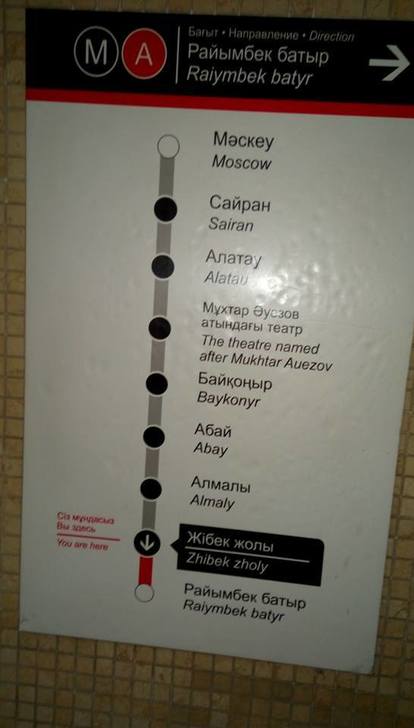 М А
Бағыт • Направление • Direction
Райымбек батыр
Raiymbek batyr
Мәскеу
Moscow
Сайран
Sairan
Алатау
Alatau
Мұхтар Әуэзов
атындағы театр
The theatre named
after Mukhtar Auezov
Байқоңыр
Baykonyr
Абай
Abay
Алмалы
Almaly
Сіз мұндасыз
Вы здесь
You are here
Жібек жолы
Zhibek zholy
Райымбек батыр
Raiymbek batyr